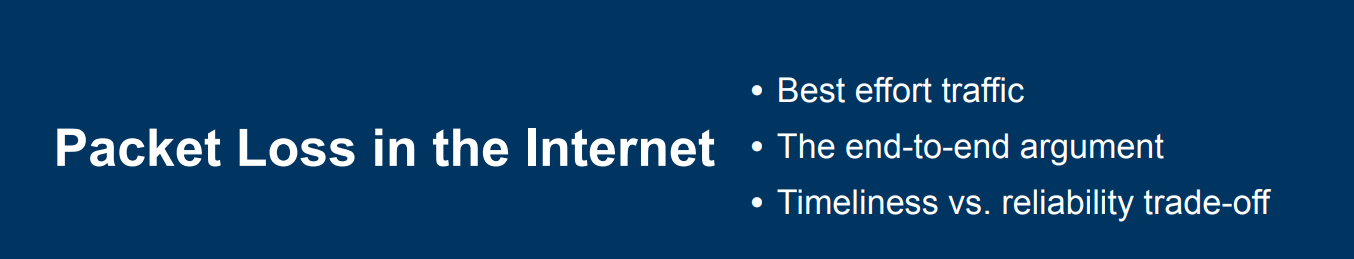 Packet Loss in the Internet
• Best effort traffic
• The end-to-end argument
• Timeliness vs. reliability trade-off